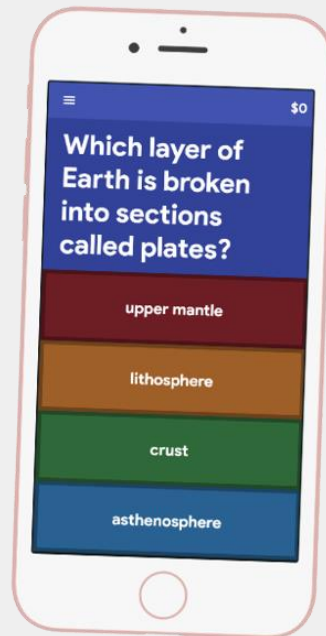 $0
Which layer of
Earth is broken
into sections
called plates?
upper mantle
lithosphere
crust
asthenosphere